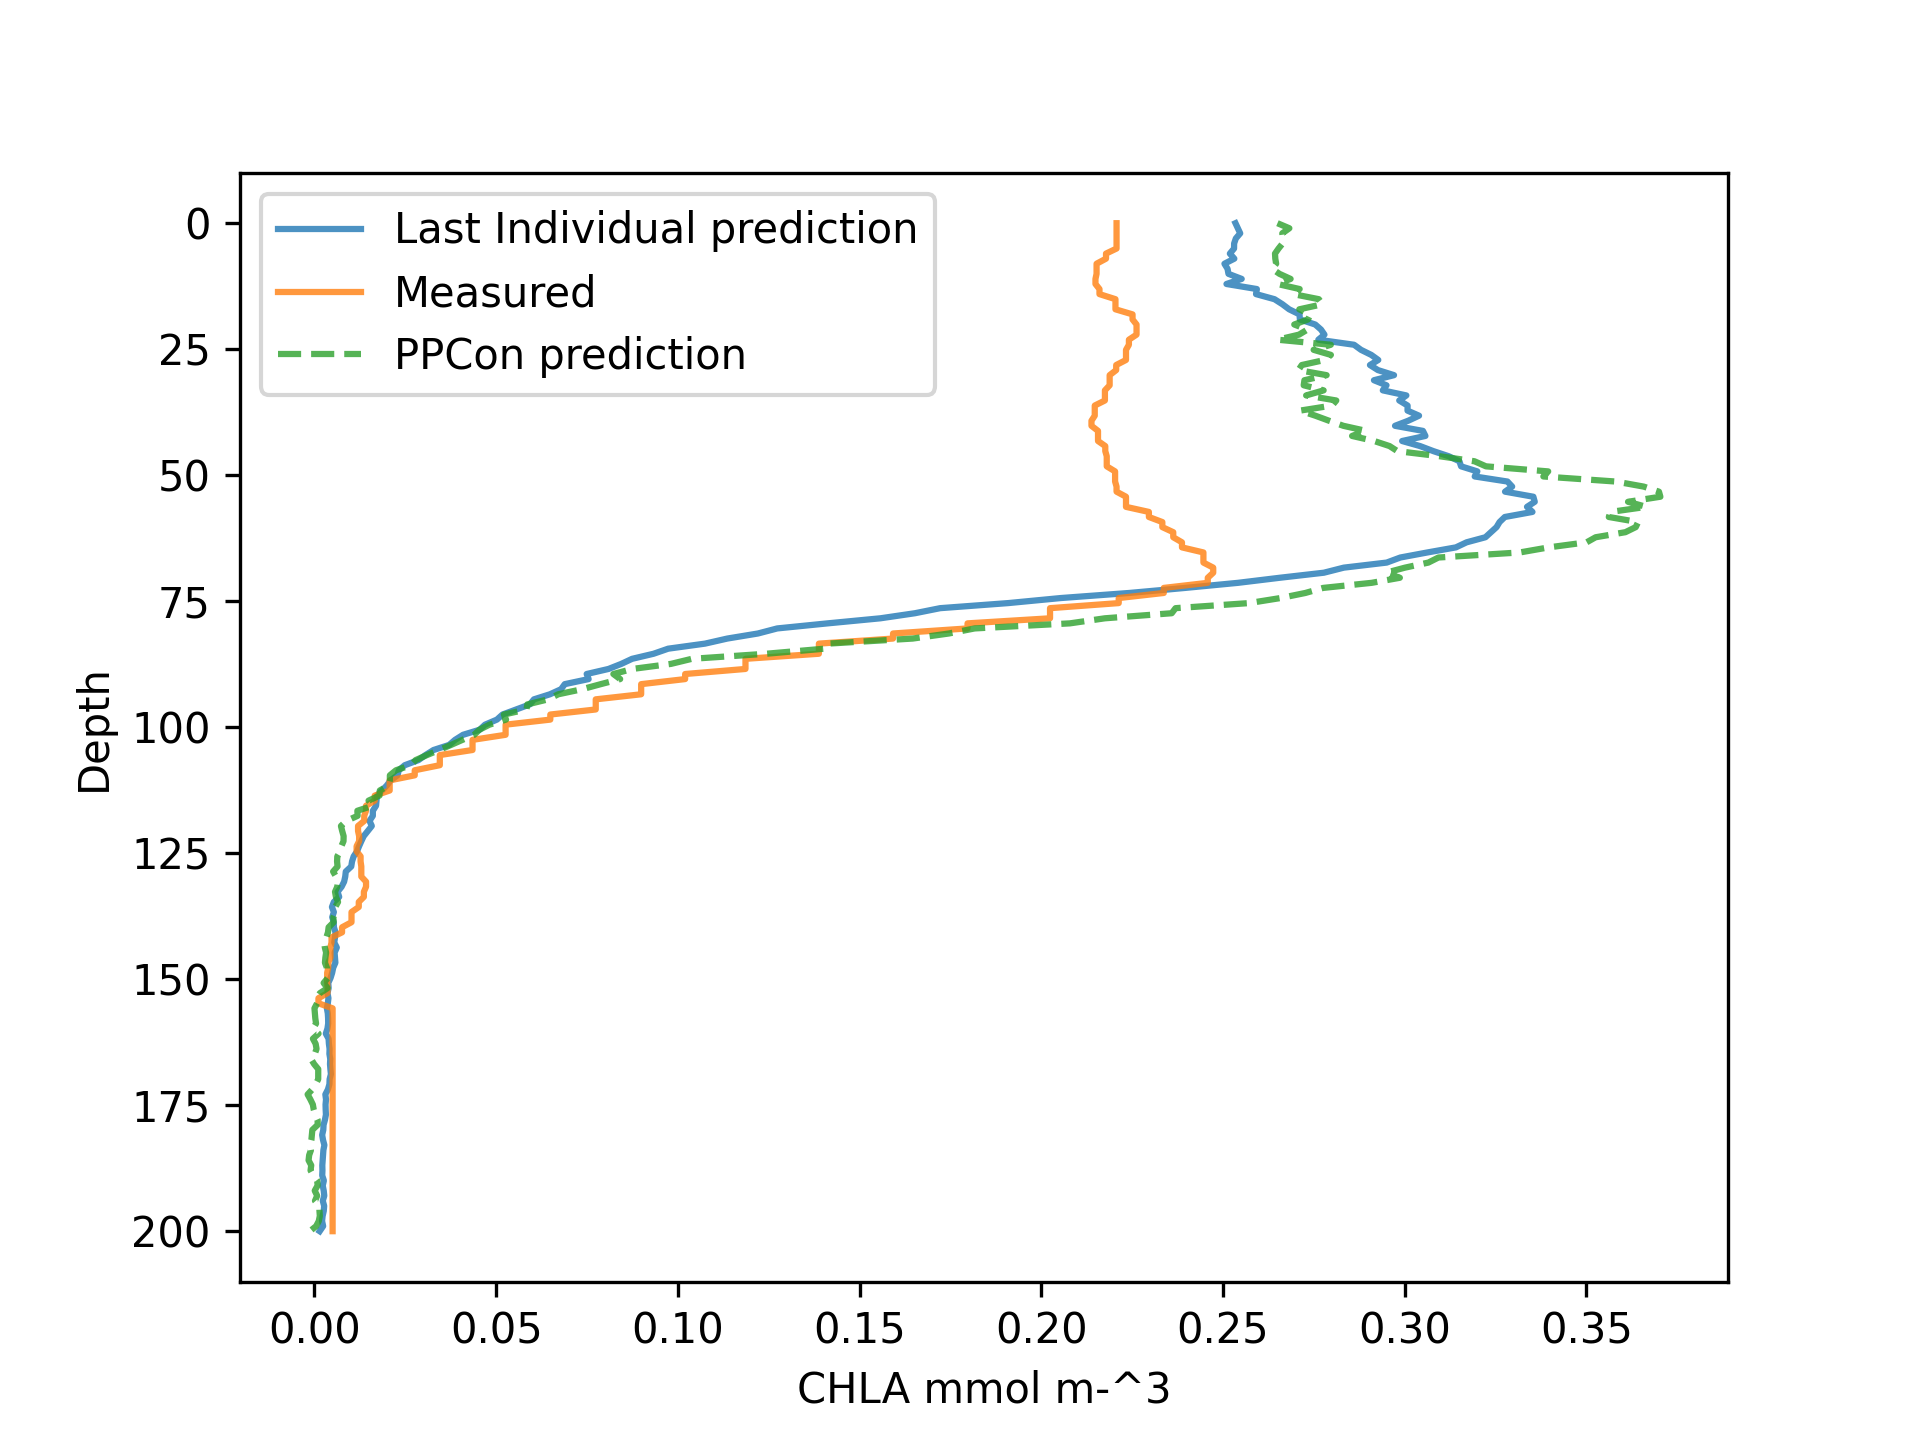 Last Individual prediction
Measured
PPCon prediction
0
25
50
75
100
125
150
175
200
Depth
0.00 0.05 0.10 0.15 0.20 0.25 0.30 0.35
CHLA mmol m-^3